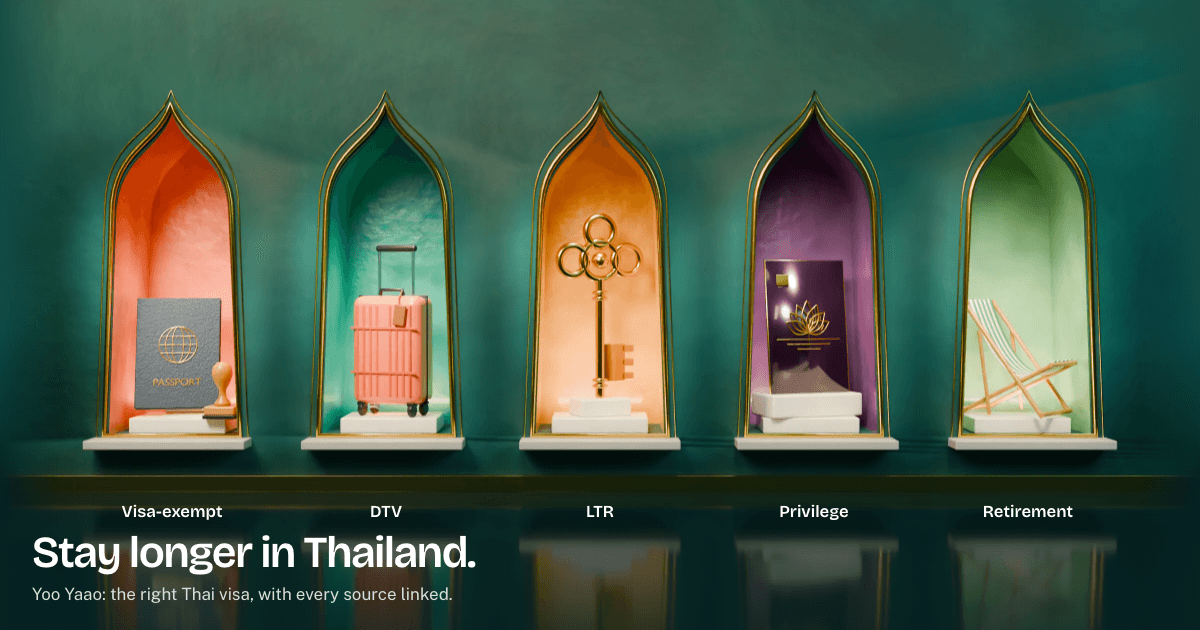 PASSPORT
Visa-exempt
DTV
LTR
Privilege
Retirement
Stay longer in Thailand.
Yoo Yaao: the right Thai visa, with every source linked.